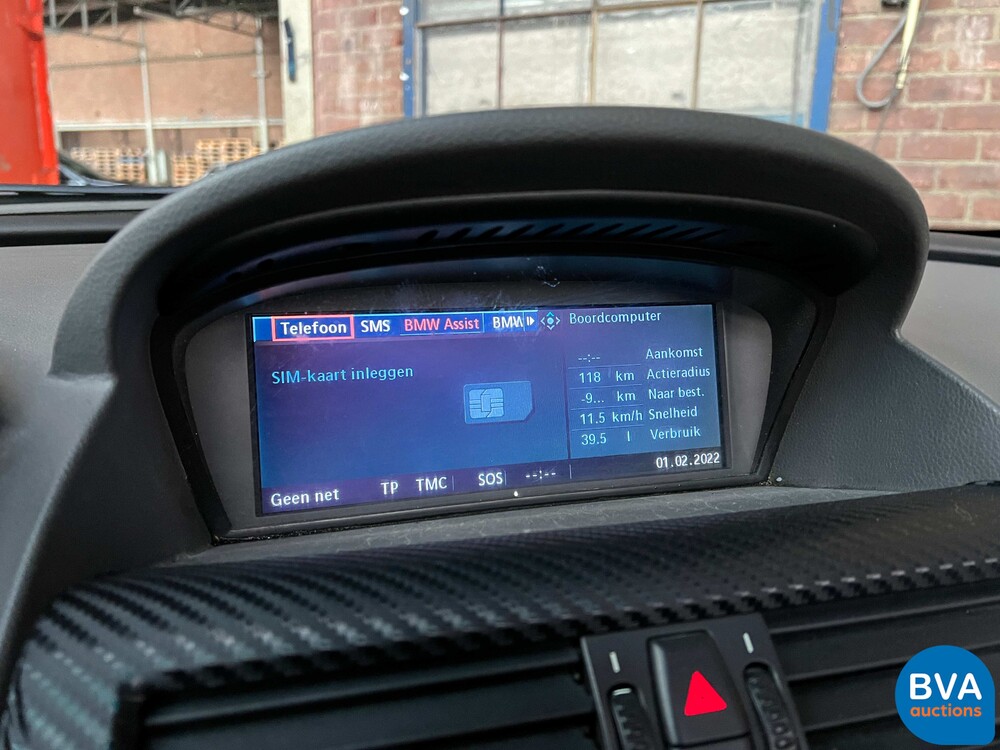 Telefoon SMS BMW Assist BMW
Boordcomputer
SIM-kaart inleggen
--:-- Aankomst
118 km Actieradius
-9... km Naar best.
11.5 km/h Snelheid
39.5 l Verbruik
01.02.2022
Geen net TP TMC SOS --:--
BVA
auctions